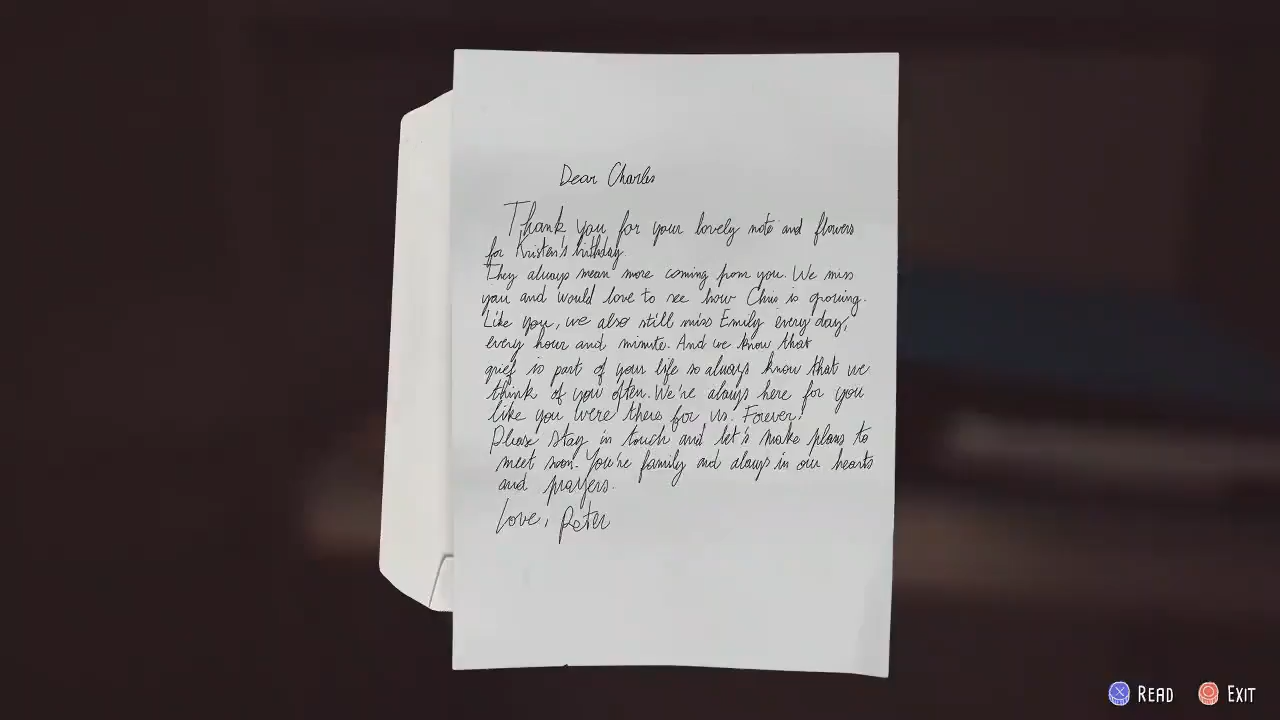 Dear Charles
Thank you for your lovely note and flowers
for Kristen's birthday.
They always mean more coming from you. We miss
you and would love to see how Chris is growing.
Like you, we also still miss Emily every day,
every hour and minute. And we know that
grief is part of your life so always know that we
think of you often. We're always here for you
like you were there for us. Forever!
Please stay in touch and let's make plans to
meet soon. You're family and always in our hearts
and prayers.
Love, Peter
READ EXIT